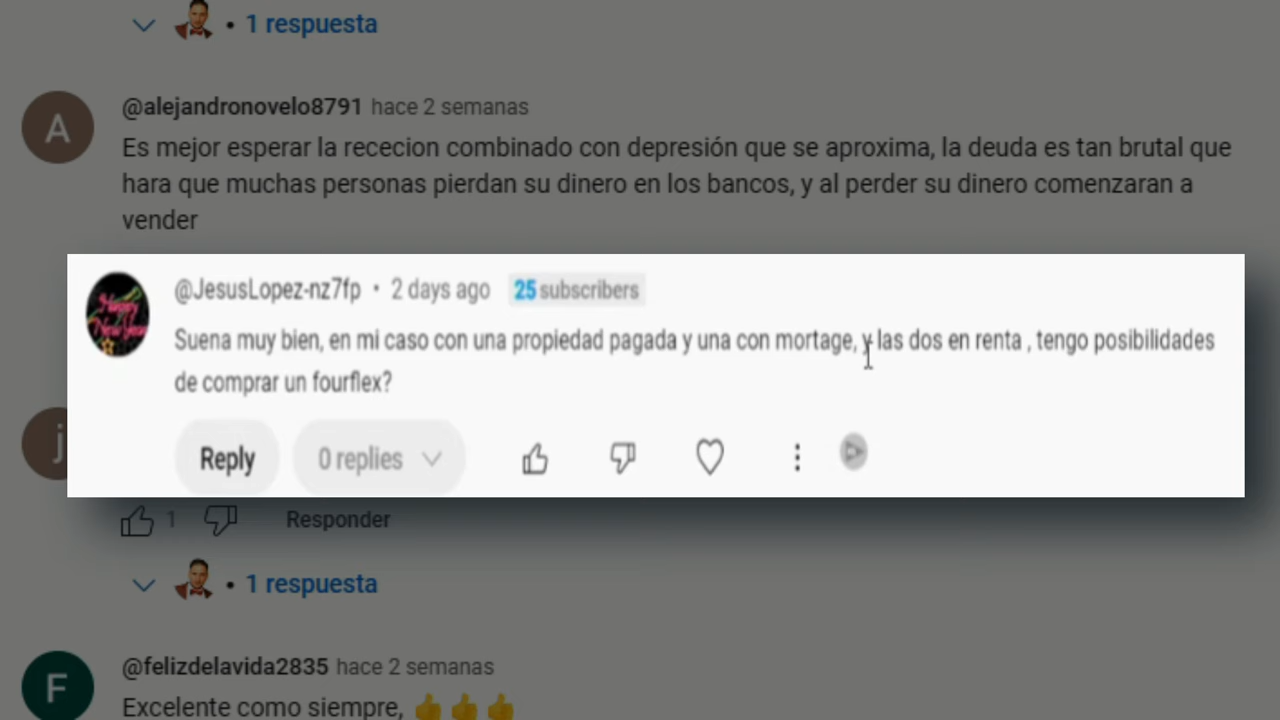 1 respuesta
A
@alejandronovelo8791 hace 2 semanas
Es mejor esperar la rececion combinado con depresión que se aproxima, la deuda es tan brutal que
hara que muchas personas pierdan su dinero en los bancos, y al perder su dinero comenzaran a
vender
@JesusLopez-nz7fp • 2 days ago 25 subscribers
Suena muy bien, en mi caso con una propiedad pagada y una con mortage, y las dos en renta , tengo posibilidades
de comprar un fourflex?
j
Reply 0 replies
1 Responder
1 respuesta
F
@felizdelavida2835 hace 2 semanas
Excelente como siempre, 👍👍👍